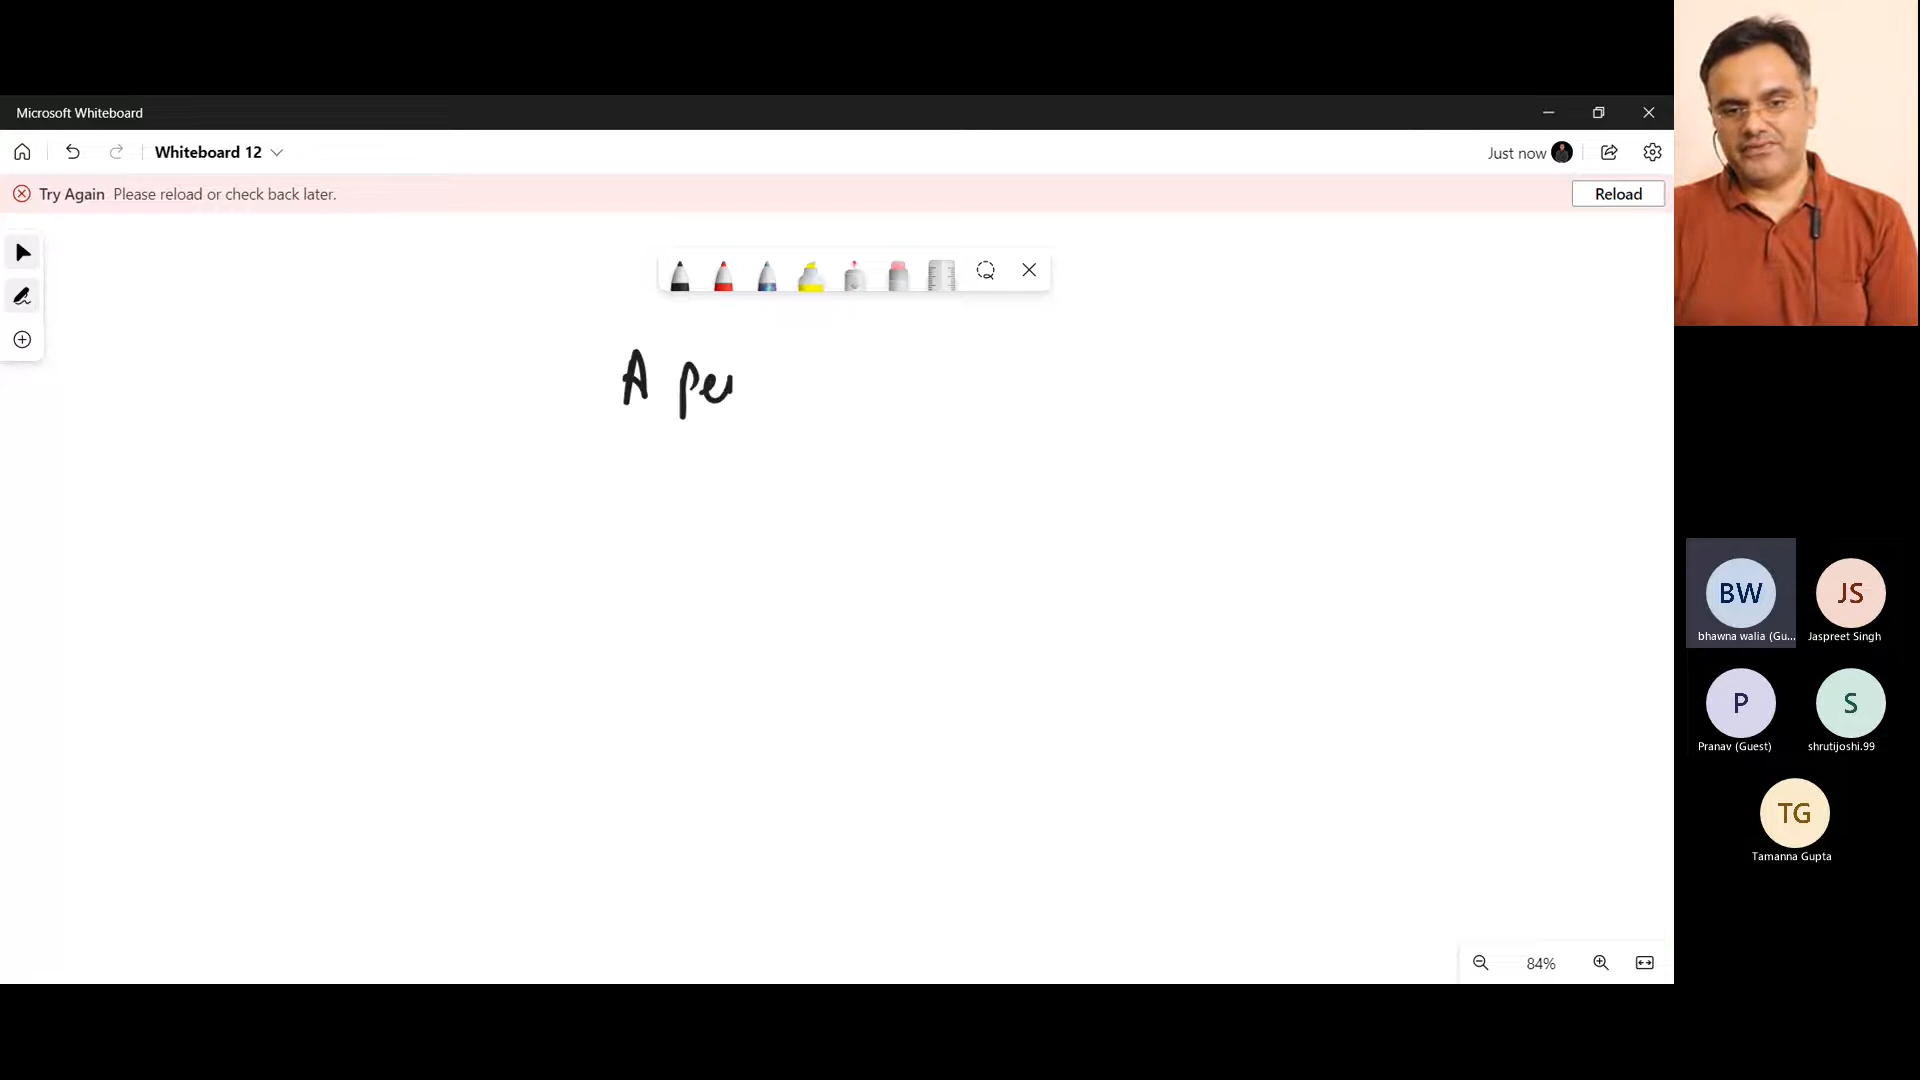 Microsoft Whiteboard
Whiteboard 12
Just now
Try Again Please reload or check back later.
Reload
A per
BW
JS
bhawna walia (Gu...
Jaspreet Singh
P
S
Pranav (Guest)
shrutijoshi.99
TG
Tamanna Gupta
84%